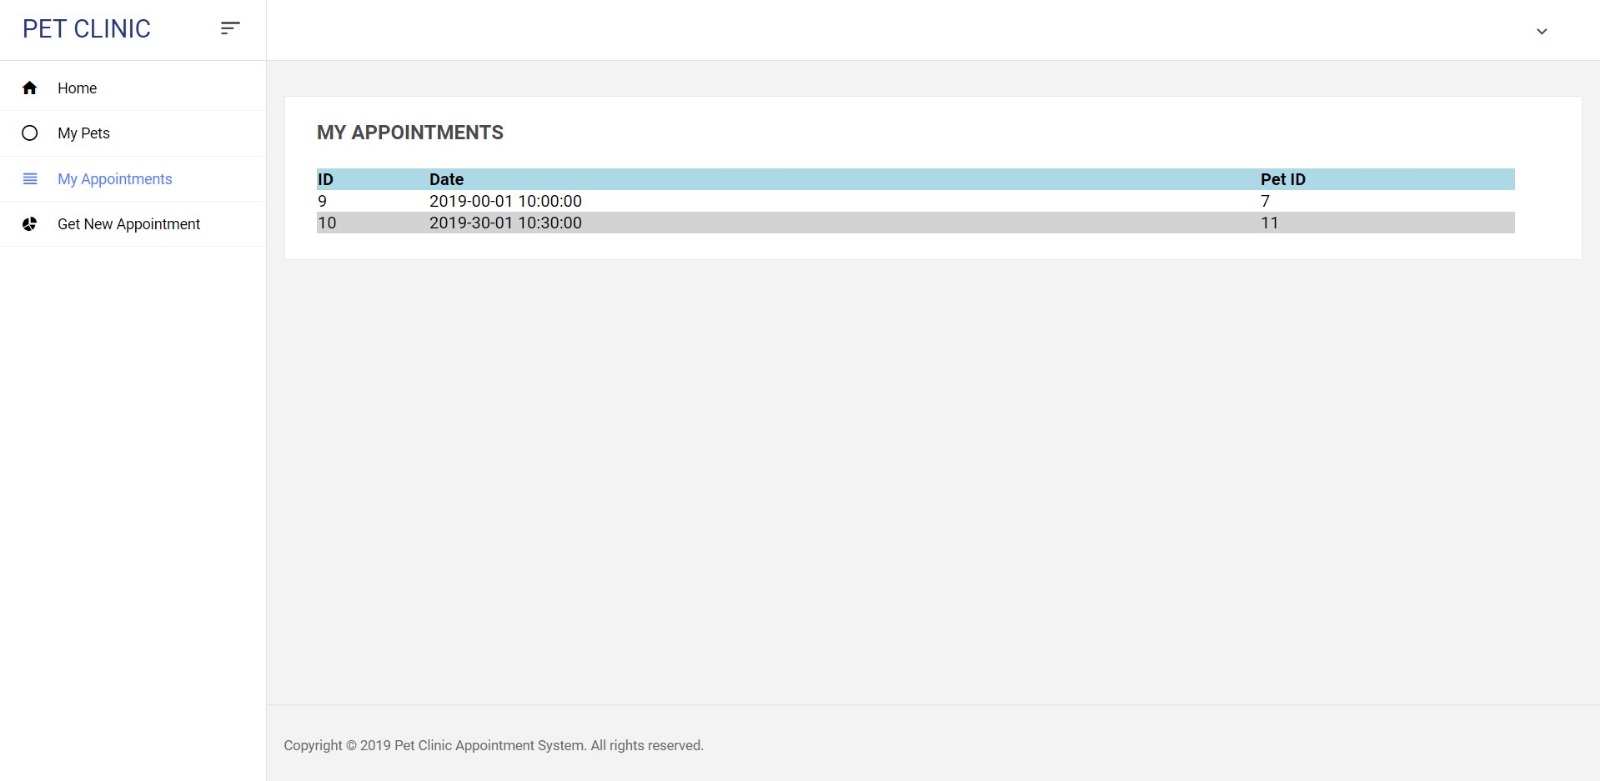 PET CLINIC
Home
My Pets
My Appointments
Get New Appointment
MY APPOINTMENTS
ID Date Pet ID
9 2019-00-01 10:00:00 7
10 2019-30-01 10:30:00 11
Copyright © 2019 Pet Clinic Appointment System. All rights reserved.